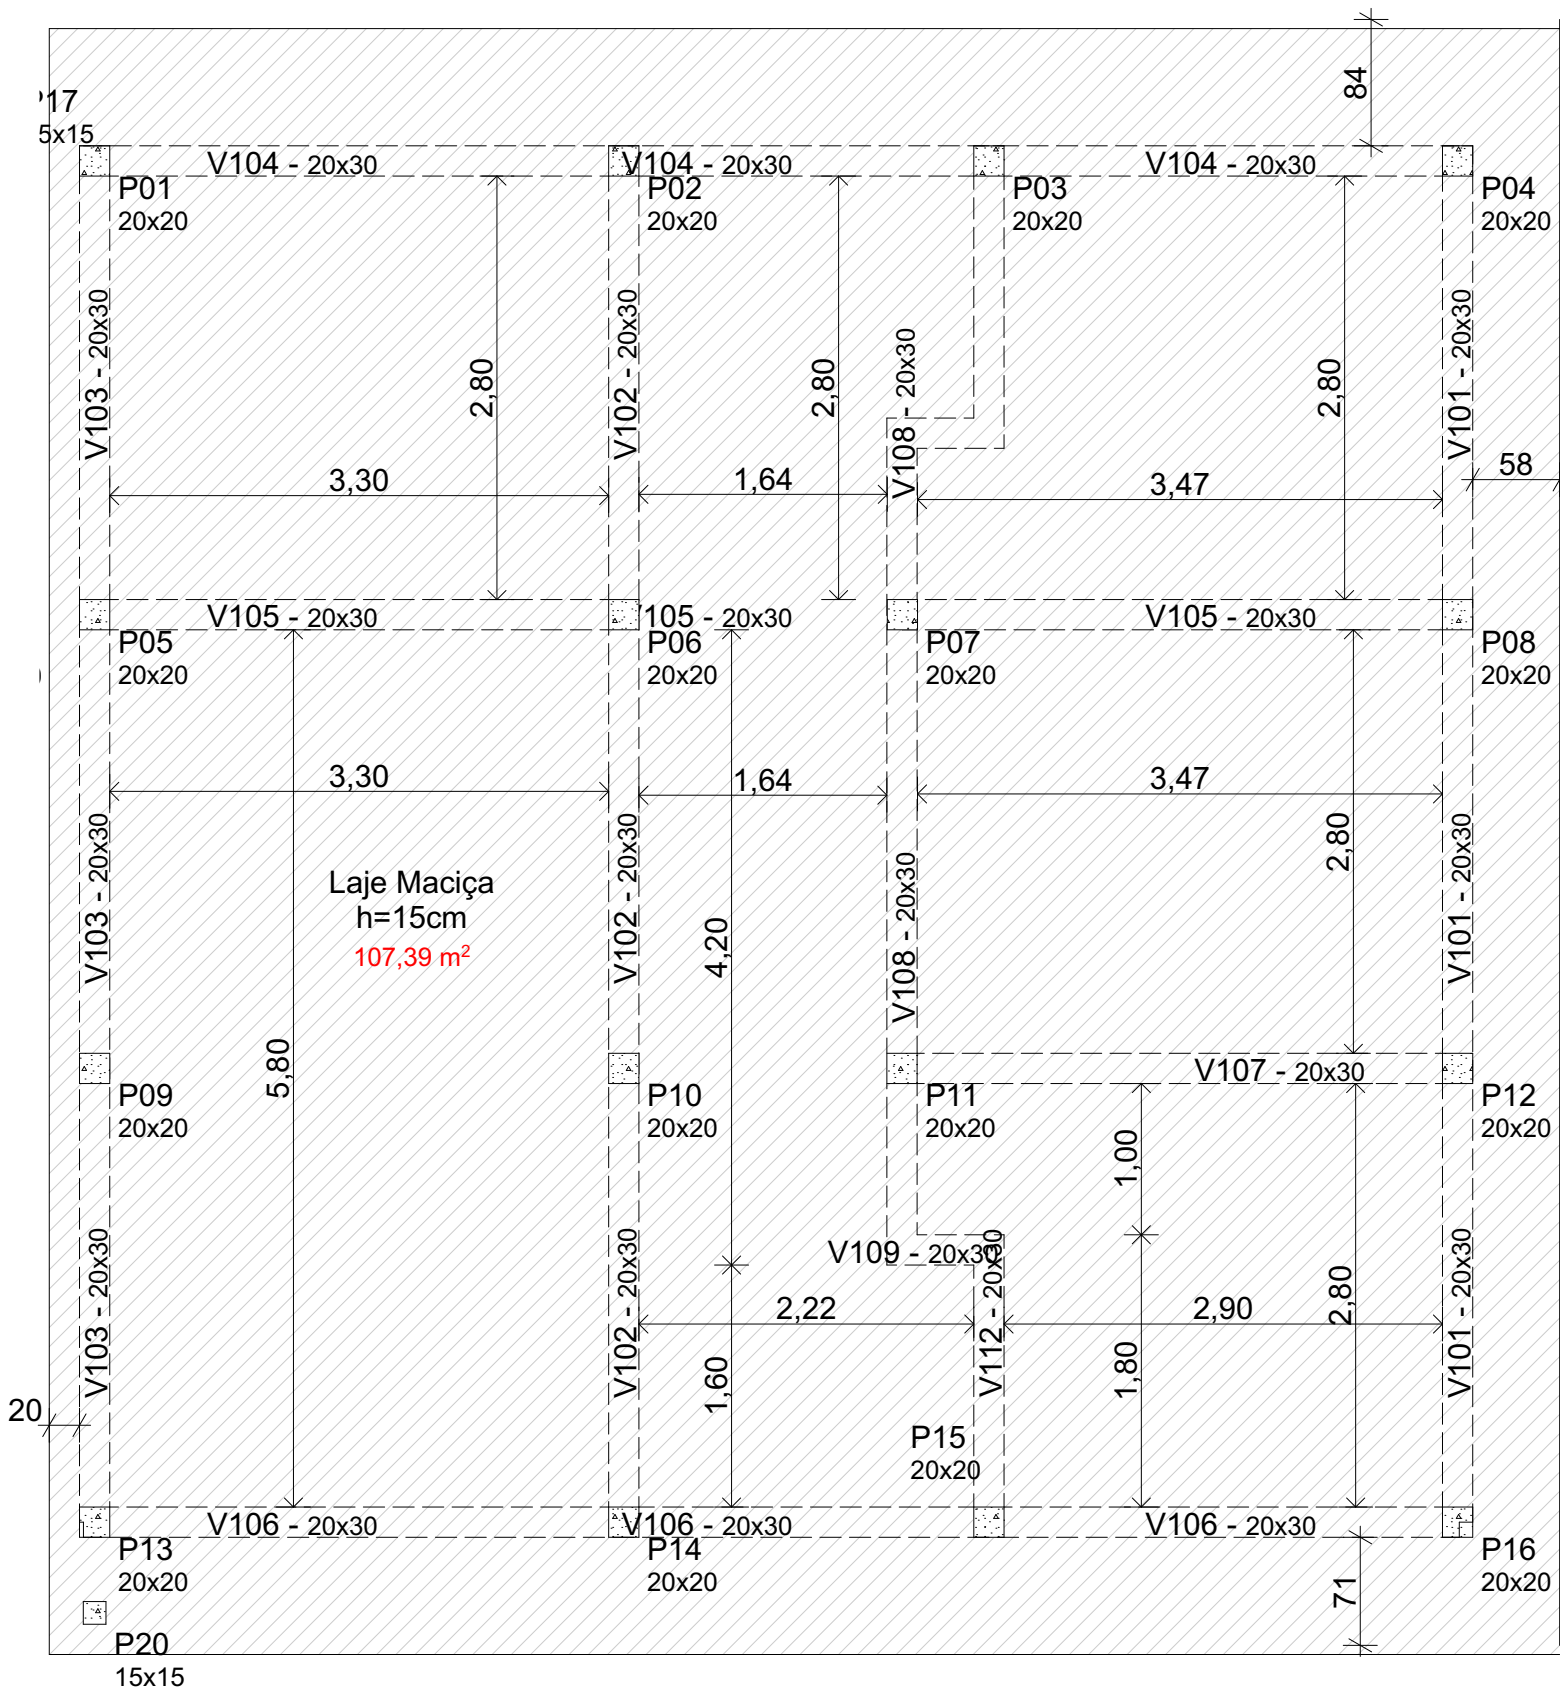 84
P17
5x15
V104 - 20x30
V104 - 20x30
V104 - 20x30
P01
20x20
P02
20x20
P03
20x20
P04
20x20
V103 - 20x30
V102 - 20x30
V108 - 20x30
V101 - 20x30
2,80
2,80
2,80
3,30
1,64
3,47
58
V105 - 20x30
105 - 20x30
V105 - 20x30
P05
20x20
P06
20x20
P07
20x20
P08
20x20
3,30
1,64
3,47
2,80
V103 - 20x30
V102 - 20x30
V108 - 20x30
V101 - 20x30
Laje Maciça
h=15cm
107,39 m²
4,20
5,80
V107 - 20x30
P09
20x20
P10
20x20
P11
20x20
P12
20x20
1,00
V109 - 20x30
V103 - 20x30
V102 - 20x30
V112 - 20x30
V101 - 20x30
2,22
2,90
2,80
1,60
1,80
20
P15
20x20
V106 - 20x30
V106 - 20x30
V106 - 20x30
P13
20x20
P14
20x20
P16
20x20
71
P20
15x15